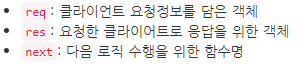 req : 클라이언트 요청정보를 담은 객체
res : 요청한 클라이어트로 응답을 위한 객체
next : 다음 로직 수행을 위한 함수명